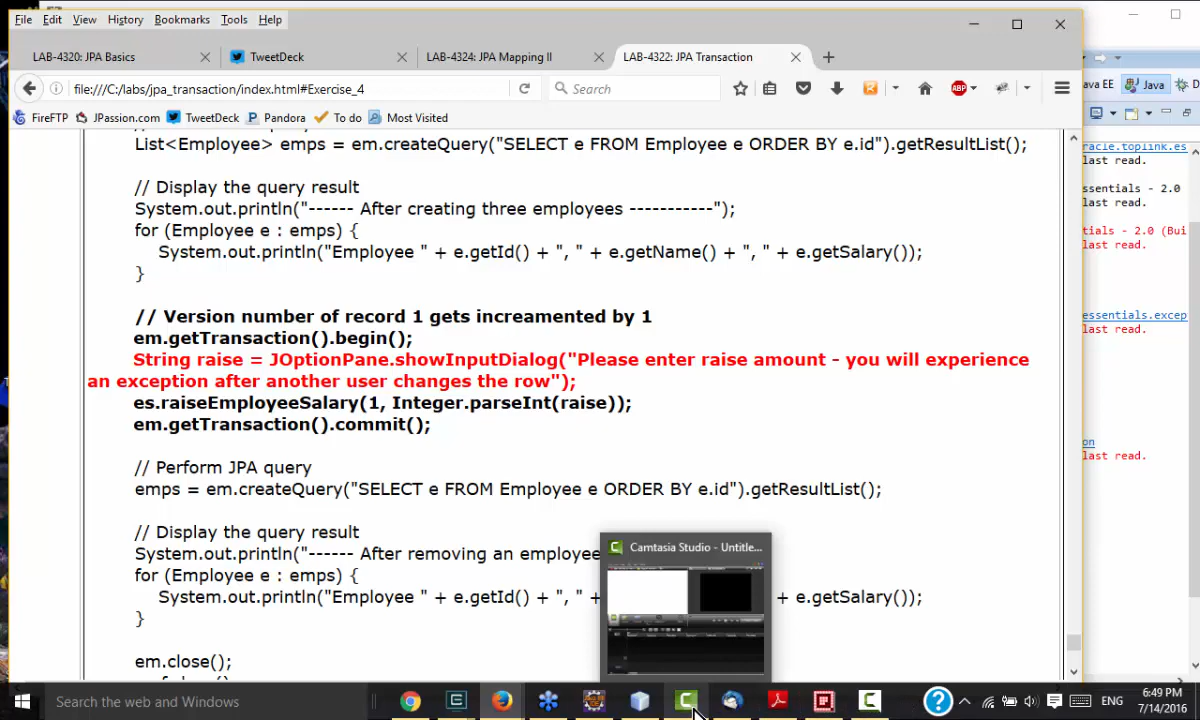 File Edit View History Bookmarks Tools Help
LAB-4320: JPA Basics
TweetDeck
LAB-4324: JPA Mapping II
LAB-4322: JPA Transaction
file:///C:/labs/jpa_transaction/index.html#Exercise_4
Search
ABP
ava EE
Java
FireFTP
JPassion.com
TweetDeck
Pandora
To do
Most Visited
List<Employee> emps = em.createQuery("SELECT e FROM Employee e ORDER BY e.id").getResultList();
// Display the query result
System.out.println("------ After creating three employees -----------");
for (Employee e : emps) {
System.out.println("Employee " + e.getId() + ", " + e.getName() + ", " + e.getSalary());
}
// Version number of record 1 gets increamented by 1
em.getTransaction().begin();
String raise = JOptionPane.showInputDialog("Please enter raise amount - you will experience
an exception after another user changes the row");
es.raiseEmployeeSalary(1, Integer.parseInt(raise));
em.getTransaction().commit();
// Perform JPA query
emps = em.createQuery("SELECT e FROM Employee e ORDER BY e.id").getResultList();
// Display the query result
System.out.println("------ After removing an employee
for (Employee e : emps) {
System.out.println("Employee " + e.getId() + ", " +
+ e.getSalary());
}
em.close();
racle.toplink.es
last read.
ssentials - 2.0
last read.
tials - 2.0 (Bui
last read.
essentials.excep
last read.
on
last read.
Camtasia Studio - Untitle...
Search the web and Windows
ENG
6:49 PM
7/14/2016